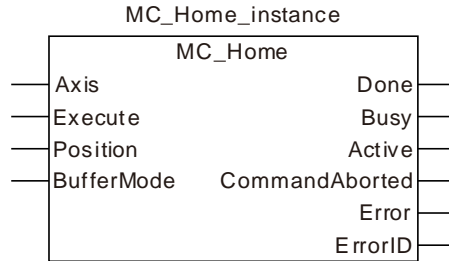 MC_Home_instance
MC_Home
Axis Done
Execute Busy
Position Active
BufferMode CommandAborted
Error
ErrorID